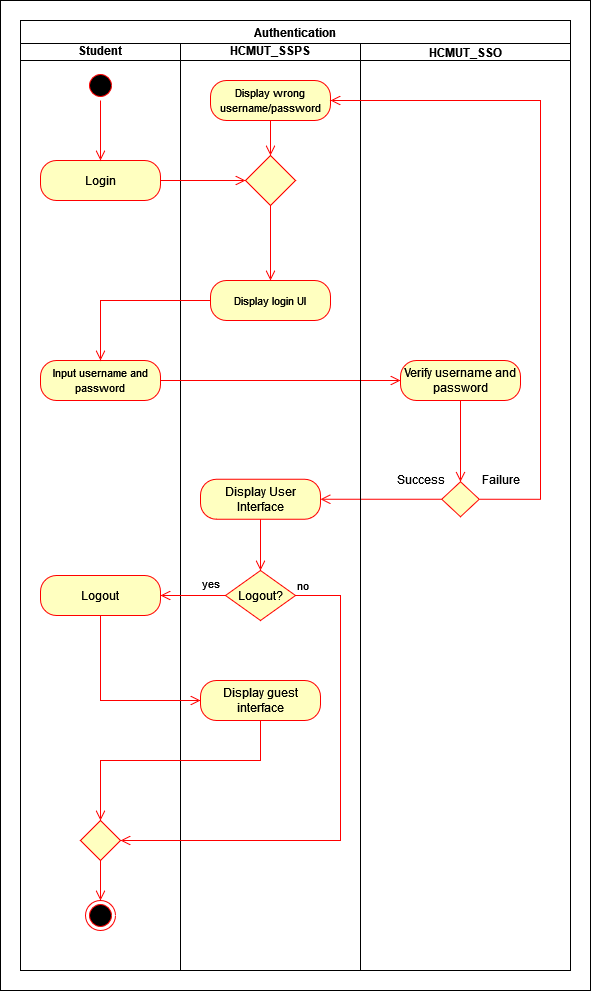 Authentication
Student
HCMUT_SSPS
HCMUT_SSO
Display wrong
username/password
Login
Display login UI
Input username and
password
Verify username and
password
Success
Failure
Display User
Interface
yes
no
Logout
Logout?
Display guest
interface